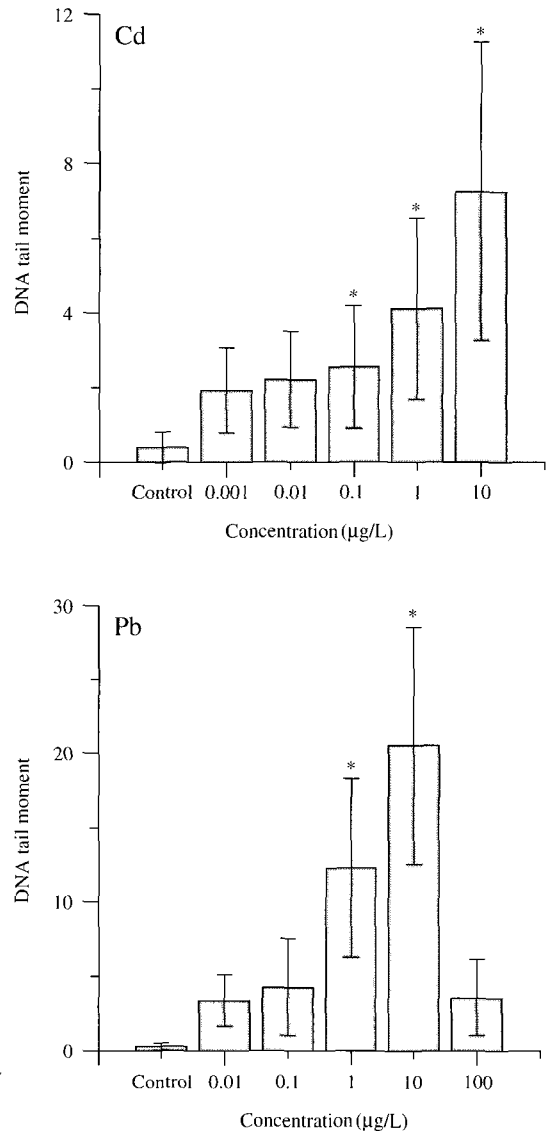 12
Cd
*
*
8
DNA tail moment
4
*
0
Control 0.001 0.01 0.1 1 10
Concentration (µg/L)
30
Pb
*
20
*
DNA tail moment
10
0
Control 0.01 0.1 1 10 100
Concentration (µg/L)